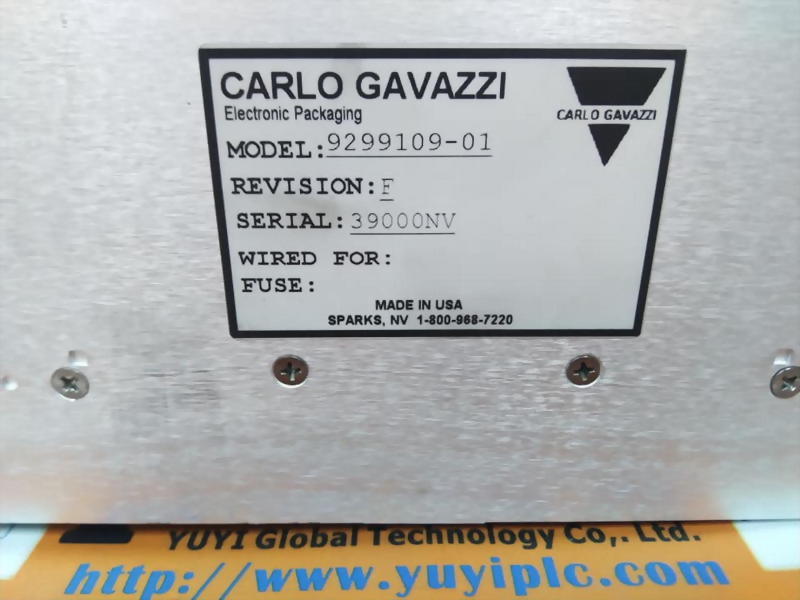 CARLO GAVAZZI
Electronic Packaging
CARLO GAVAZZI
MODEL: 9299109-01
REVISION: F
SERIAL: 39000NV
WIRED FOR:
FUSE:
MADE IN USA
SPARKS, NV 1-800-968-7220
YUYI Global Technology Co,. Ltd.
http://www.yuyiplc.com